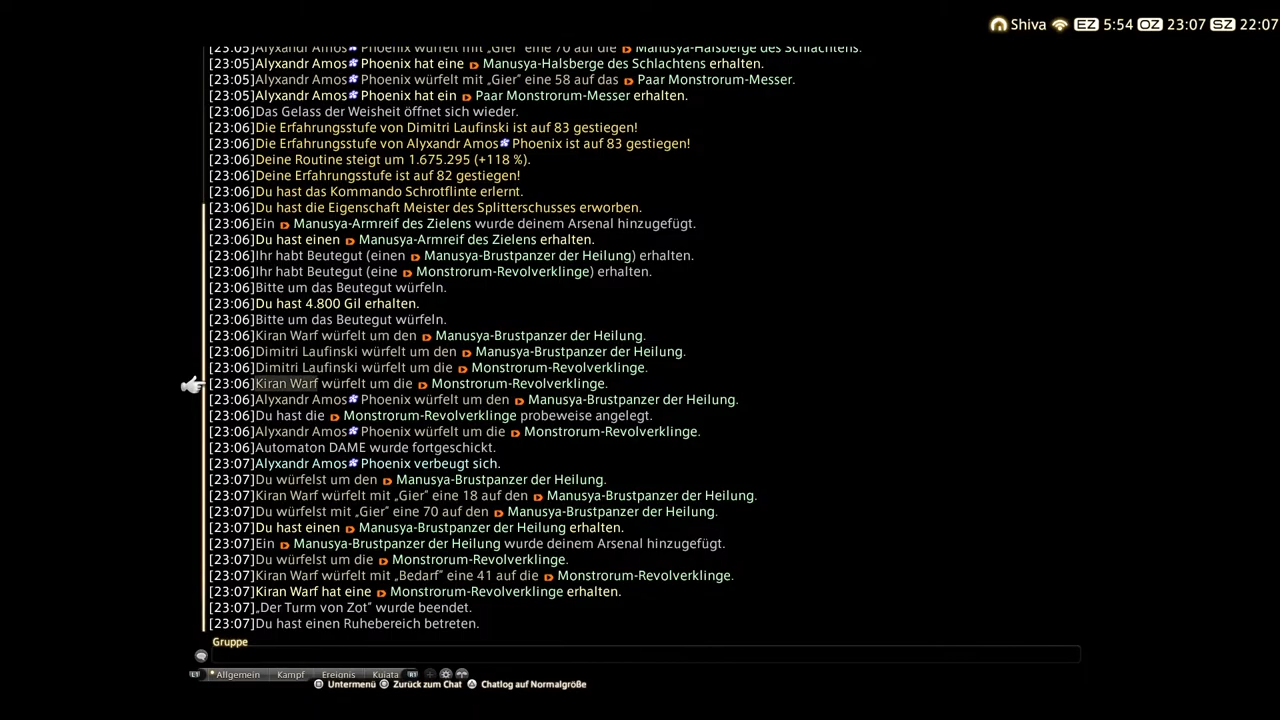 Shiva EZ 5:54 OZ 23:07 SZ 22:07
[23:05]Alyxandr Amos Phoenix würfelt mit „Gier" eine 70 auf die Manusya-Halsberge des Schlachtens.
[23:05]Alyxandr Amos Phoenix hat eine Manusya-Halsberge des Schlachtens erhalten.
[23:05]Alyxandr Amos Phoenix würfelt mit „Gier" eine 58 auf das Paar Monstrorum-Messer.
[23:05]Alyxandr Amos Phoenix hat ein Paar Monstrorum-Messer erhalten.
[23:06]Das Gelass der Weisheit öffnet sich wieder.
[23:06]Die Erfahrungsstufe von Dimitri Laufinski ist auf 83 gestiegen!
[23:06]Die Erfahrungsstufe von Alyxandr Amos Phoenix ist auf 83 gestiegen!
[23:06]Deine Routine steigt um 1.675.295 (+118 %).
[23:06]Deine Erfahrungsstufe ist auf 82 gestiegen!
[23:06]Du hast das Kommando Schrotflinte erlernt.
[23:06]Du hast die Eigenschaft Meister des Splitterschusses erworben.
[23:06]Ein Manusya-Armreif des Zielens wurde deinem Arsenal hinzugefügt.
[23:06]Du hast einen Manusya-Armreif des Zielens erhalten.
[23:06]Ihr habt Beutegut (einen Manusya-Brustpanzer der Heilung) erhalten.
[23:06]Ihr habt Beutegut (eine Monstrorum-Revolverklinge) erhalten.
[23:06]Bitte um das Beutegut würfeln.
[23:06]Du hast 4.800 Gil erhalten.
[23:06]Bitte um das Beutegut würfeln.
[23:06]Kiran Warf würfelt um den Manusya-Brustpanzer der Heilung.
[23:06]Dimitri Laufinski würfelt um den Manusya-Brustpanzer der Heilung.
[23:06]Dimitri Laufinski würfelt um die Monstrorum-Revolverklinge.
[23:06]Kiran Warf würfelt um die Monstrorum-Revolverklinge.
[23:06]Alyxandr Amos Phoenix würfelt um den Manusya-Brustpanzer der Heilung.
[23:06]Du hast die Monstrorum-Revolverklinge probeweise angelegt.
[23:06]Alyxandr Amos Phoenix würfelt um die Monstrorum-Revolverklinge.
[23:06]Automaton DAME wurde fortgeschickt.
[23:07]Alyxandr Amos Phoenix verbeugt sich.
[23:07]Du würfelst um den Manusya-Brustpanzer der Heilung.
[23:07]Kiran Warf würfelt mit „Gier" eine 18 auf den Manusya-Brustpanzer der Heilung.
[23:07]Du würfelst mit „Gier" eine 70 auf den Manusya-Brustpanzer der Heilung.
[23:07]Du hast einen Manusya-Brustpanzer der Heilung erhalten.
[23:07]Ein Manusya-Brustpanzer der Heilung wurde deinem Arsenal hinzugefügt.
[23:07]Du würfelst um die Monstrorum-Revolverklinge.
[23:07]Kiran Warf würfelt mit „Bedarf" eine 41 auf die Monstrorum-Revolverklinge.
[23:07]Kiran Warf hat eine Monstrorum-Revolverklinge erhalten.
[23:07]„Der Turm von Zot" wurde beendet.
[23:07]Du hast einen Ruhebereich betreten.
Gruppe
L1 Allgemein Kampf Ereignis Kujata R1
Untermenü Zurück zum Chat Chatlog auf Normalgröße